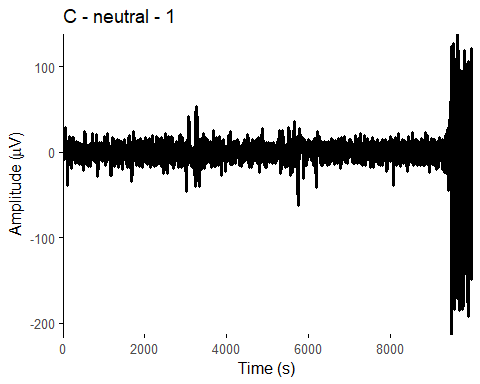 C - neutral - 1
100
0
-100
-200
Amplitude (μV)
0 2000 4000 6000 8000
Time (s)